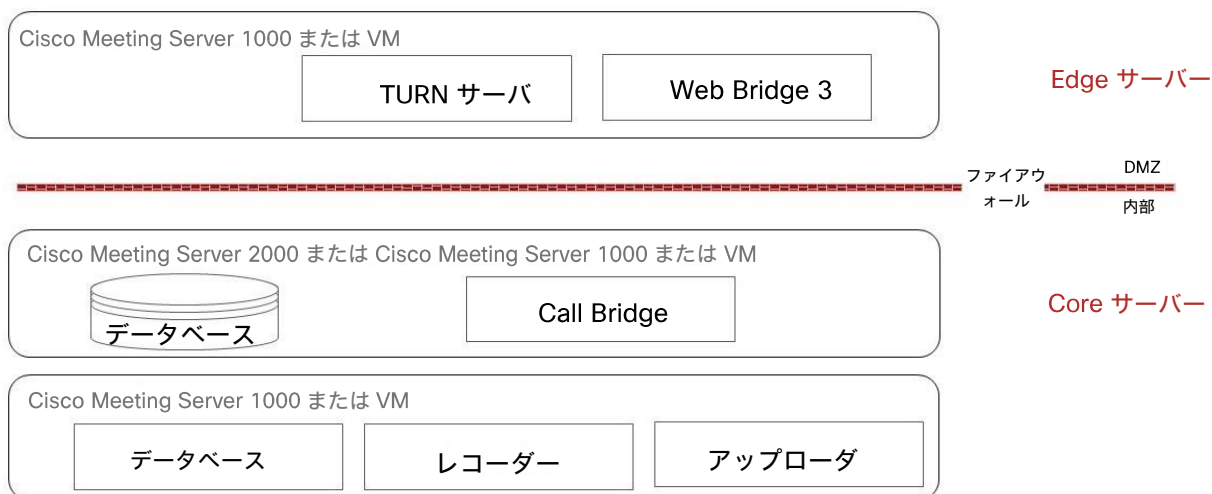 Cisco Meeting Server 1000 または VM
TURN サーバ
Web Bridge 3
Edge サーバー
ファイアウ
ォール
DMZ
内部
Cisco Meeting Server 2000 または Cisco Meeting Server 1000 または VM
データベース
Call Bridge
Core サーバー
Cisco Meeting Server 1000 または VM
データベース
レコーダー
アップローダ